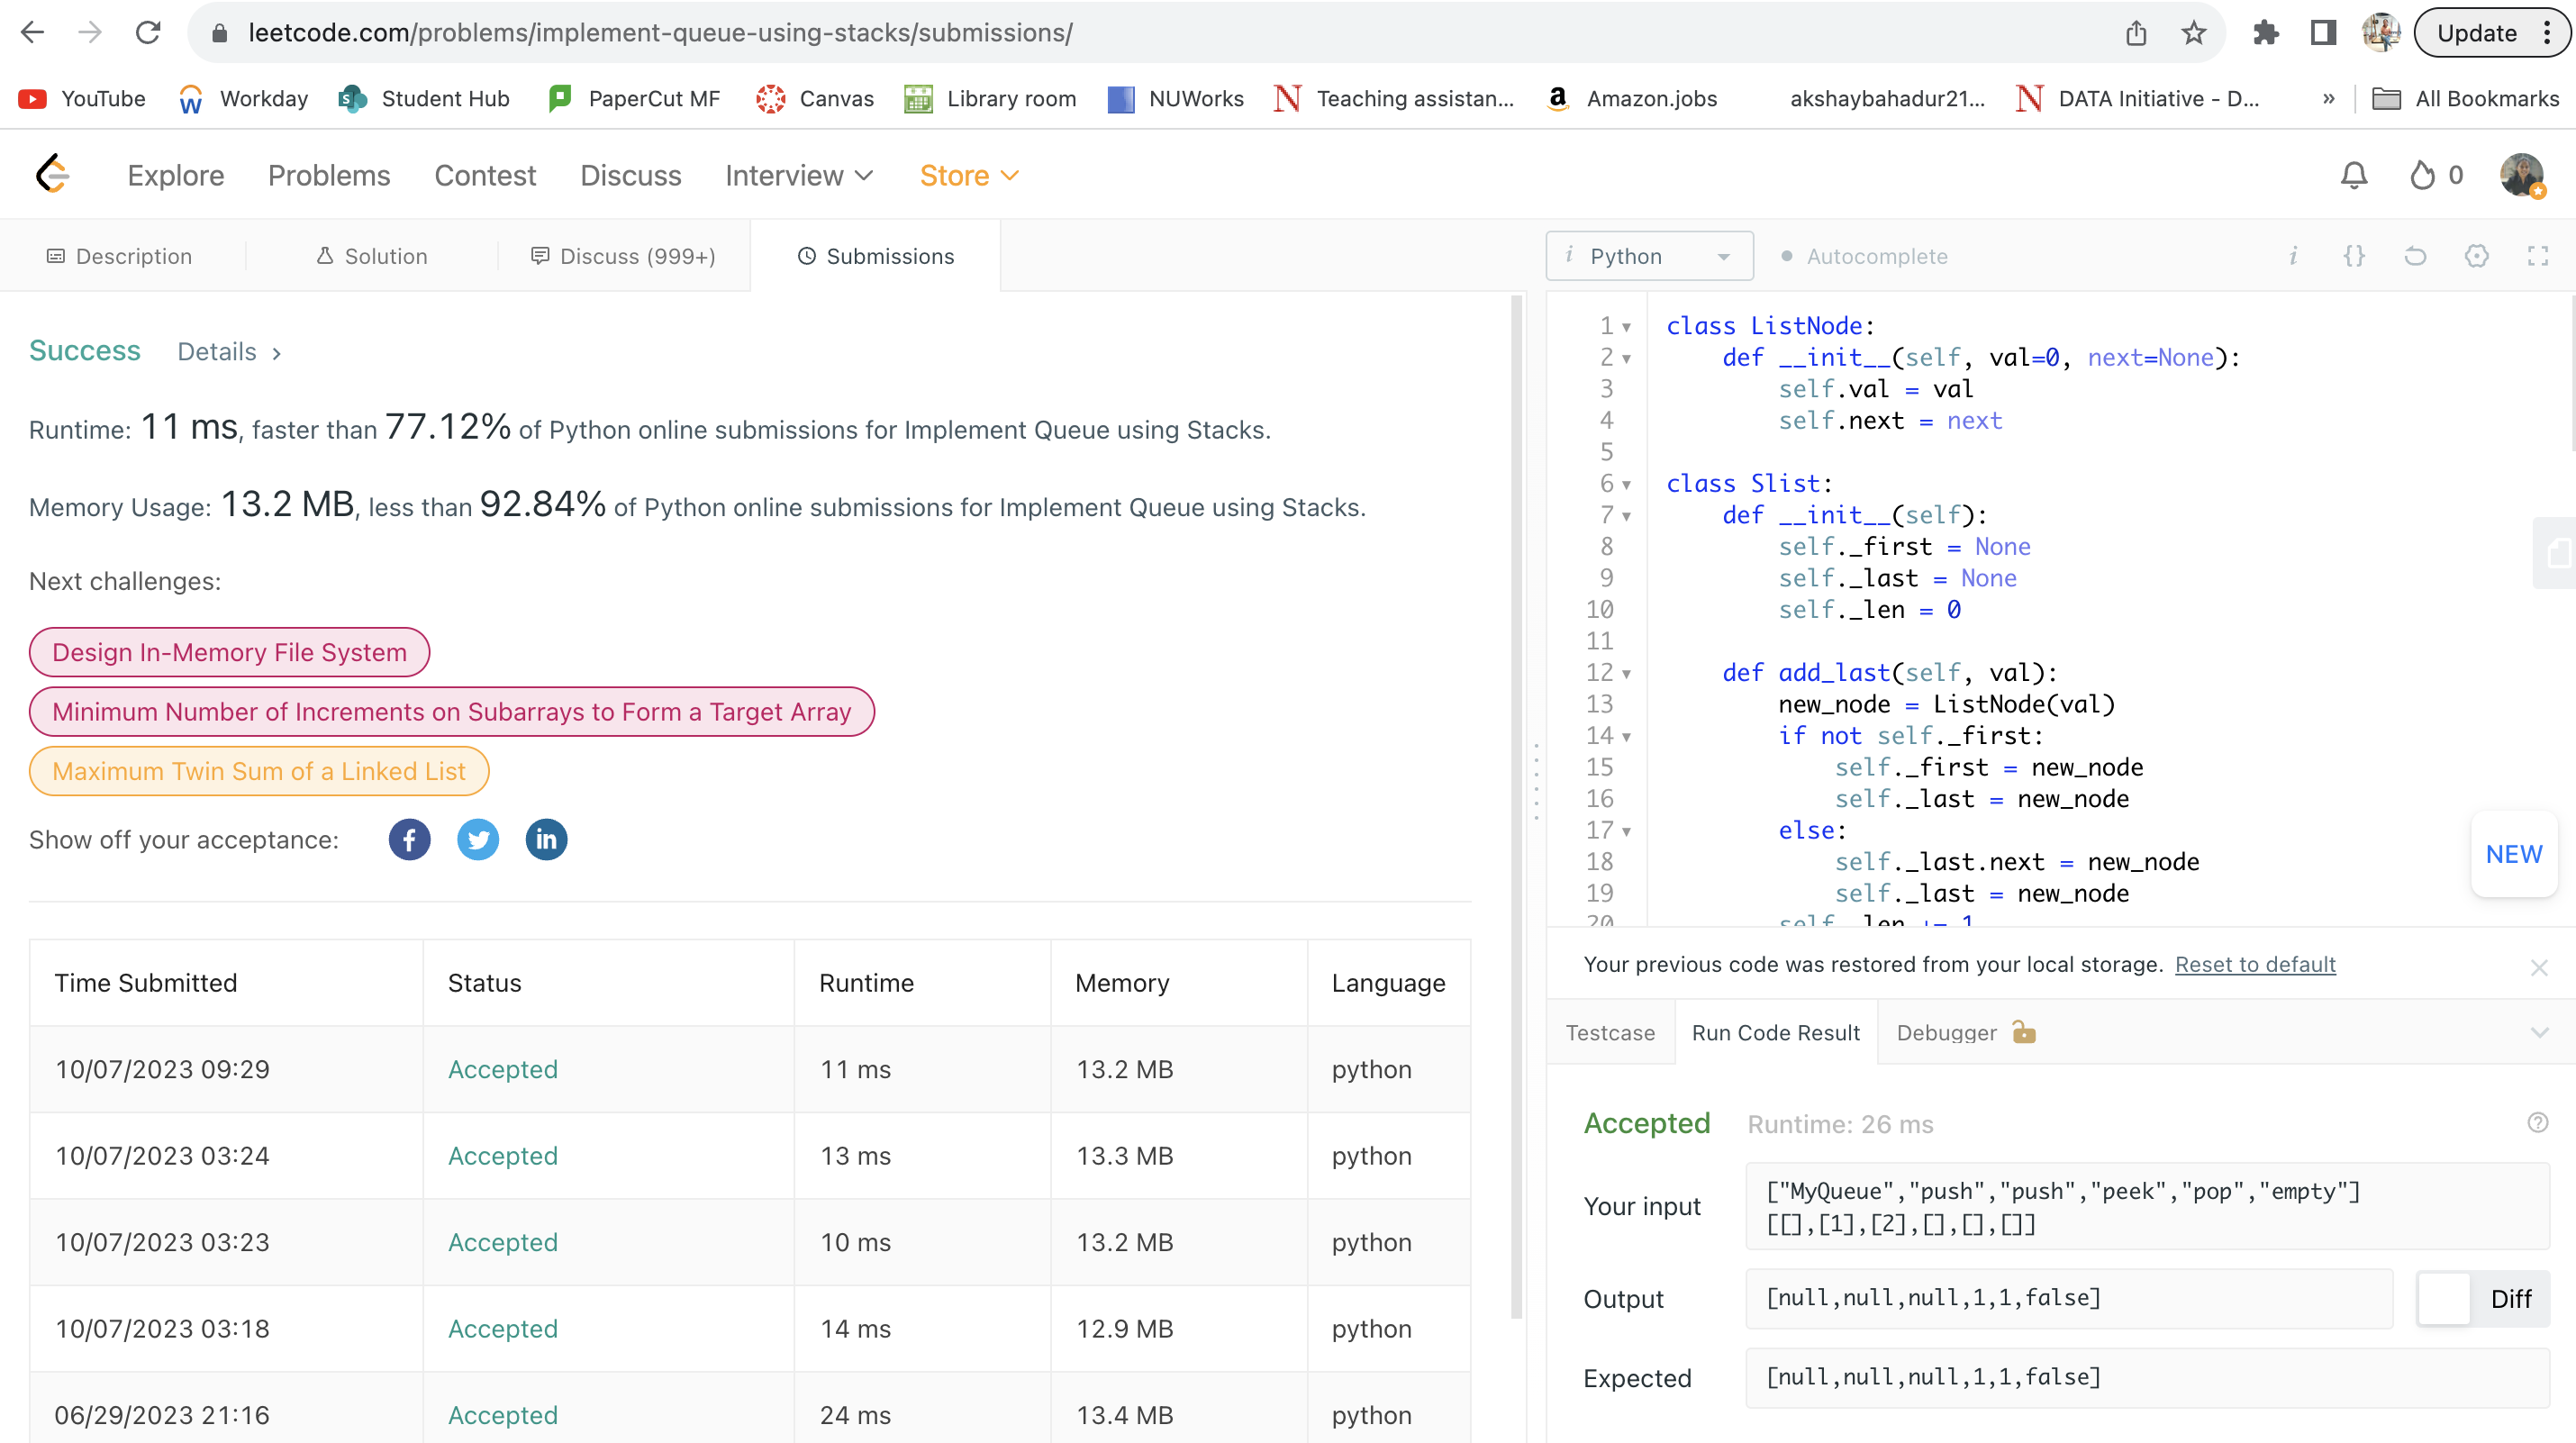 leetcode.com/problems/implement-queue-using-stacks/submissions/
Update
YouTube Workday Student Hub PaperCut MF Canvas Library room NUWorks Teaching assistan... Amazon.jobs akshaybahadur21... DATA Initiative - D... » All Bookmarks
Explore Problems Contest Discuss Interview Store 0
Description Solution Discuss (999+) Submissions
Success Details >
Runtime: 11 ms, faster than 77.12% of Python online submissions for Implement Queue using Stacks.
Memory Usage: 13.2 MB, less than 92.84% of Python online submissions for Implement Queue using Stacks.
Next challenges:
Design In-Memory File System
Minimum Number of Increments on Subarrays to Form a Target Array
Maximum Twin Sum of a Linked List
Show off your acceptance:
Time Submitted Status Runtime Memory Language
10/07/2023 09:29 Accepted 11 ms 13.2 MB python
10/07/2023 03:24 Accepted 13 ms 13.3 MB python
10/07/2023 03:23 Accepted 10 ms 13.2 MB python
10/07/2023 03:18 Accepted 14 ms 12.9 MB python
06/29/2023 21:16 Accepted 24 ms 13.4 MB python
i Python Autocomplete i {}
1 class ListNode:
2 def __init__(self, val=0, next=None):
3 self.val = val
4 self.next = next
5
6 class Slist:
7 def __init__(self):
8 self._first = None
9 self._last = None
10 self._len = 0
11
12 def add_last(self, val):
13 new_node = ListNode(val)
14 if not self._first:
15 self._first = new_node
16 self._last = new_node
17 else:
18 self._last.next = new_node
19 self._last = new_node
20 self._len += 1
NEW
Your previous code was restored from your local storage. Reset to default
Testcase Run Code Result Debugger
Accepted Runtime: 26 ms
Your input
["MyQueue","push","push","peek","pop","empty"]
[[],[1],[2],[],[],[]]
Output [null,null,null,1,1,false] Diff
Expected [null,null,null,1,1,false]